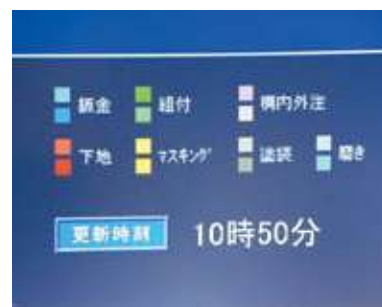 鈑金 組付 構内外注
下地 マスキング 塗装 磨き
更新時刻 10時50分